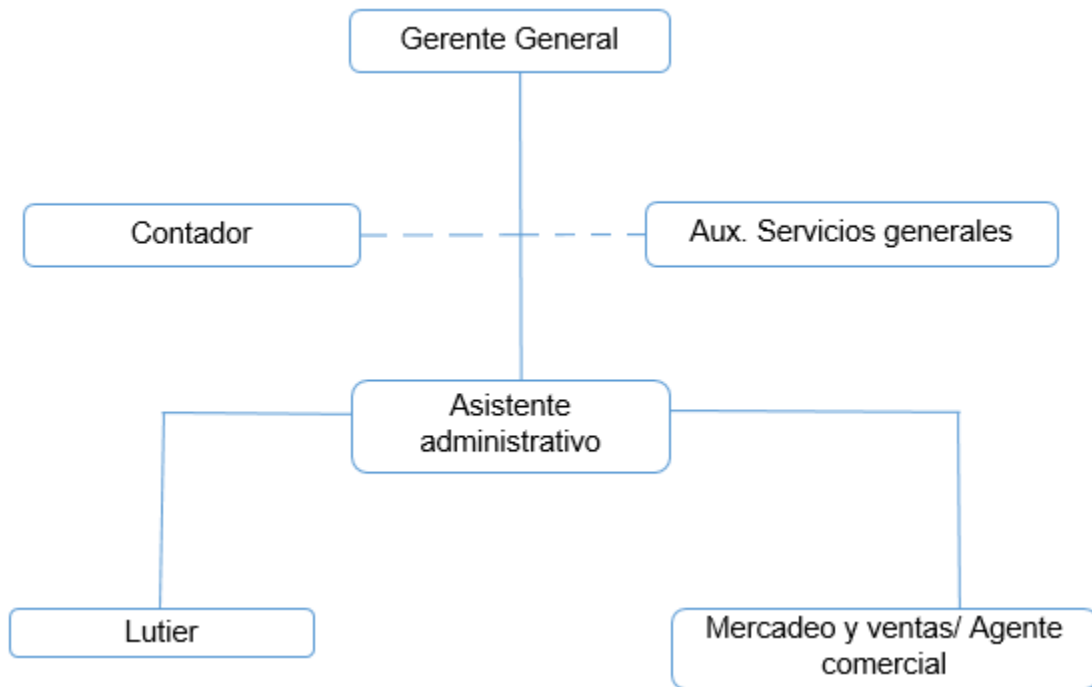 Gerente General
Contador
Aux. Servicios generales
Asistente
administrativo
Lutier
Mercadeo y ventas/ Agente
comercial